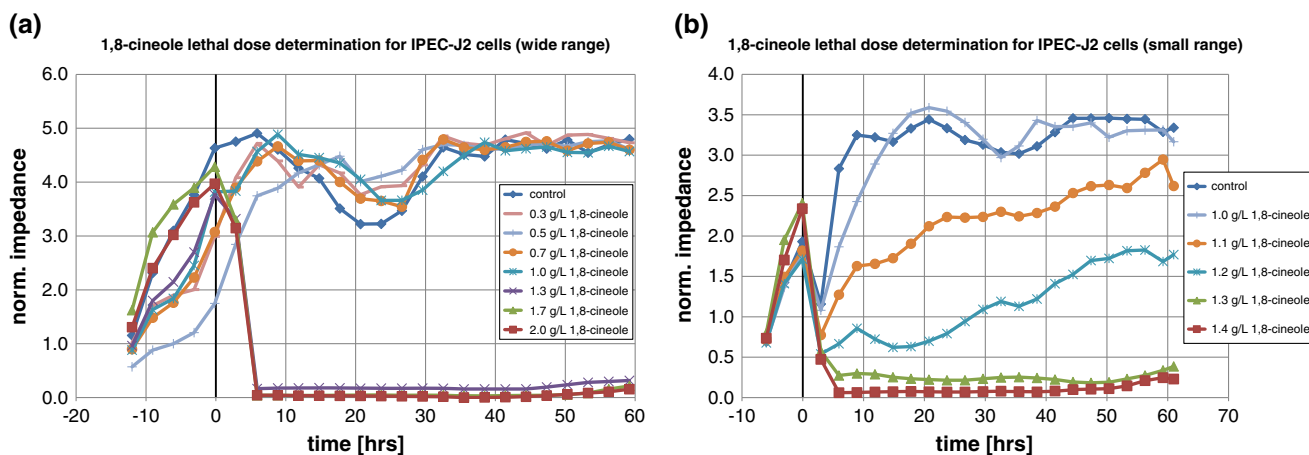 (a)
1,8-cineole lethal dose determination for IPEC-J2 cells (wide range)
norm. impedance
6.0
5.0
4.0
3.0
2.0
1.0
0.0
-20
-10
0
10
20
30
40
50
60
time [hrs]
control
0.3 g/L 1,8-cineole
0.5 g/L 1,8-cineole
0.7 g/L 1,8-cineole
1.0 g/L 1,8-cineole
1.3 g/L 1,8-cineole
1.7 g/L 1,8-cineole
2.0 g/L 1,8-cineole
(b)
1,8-cineole lethal dose determination for IPEC-J2 cells (small range)
norm. impedance
4.0
3.5
3.0
2.5
2.0
1.5
1.0
0.5
0.0
-10
0
10
20
30
40
50
60
70
time [hrs]
control
1.0 g/L 1,8-cineole
1.1 g/L 1,8-cineole
1.2 g/L 1,8-cineole
1.3 g/L 1,8-cineole
1.4 g/L 1,8-cineole